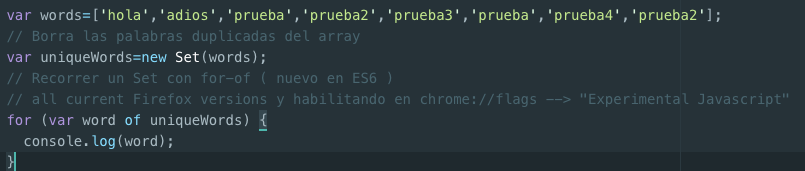 var words=['hola','adios','prueba','prueba2','prueba3','prueba','prueba4','prueba2'];
// Borra las palabras duplicadas del array
var uniqueWords=new Set(words);
// Recorrer un Set con for-of ( nuevo en ES6 )
// all current Firefox versions y habilitando en chrome://flags --> "Experimental Javascript"
for (var word of uniqueWords) {
  console.log(word);
}